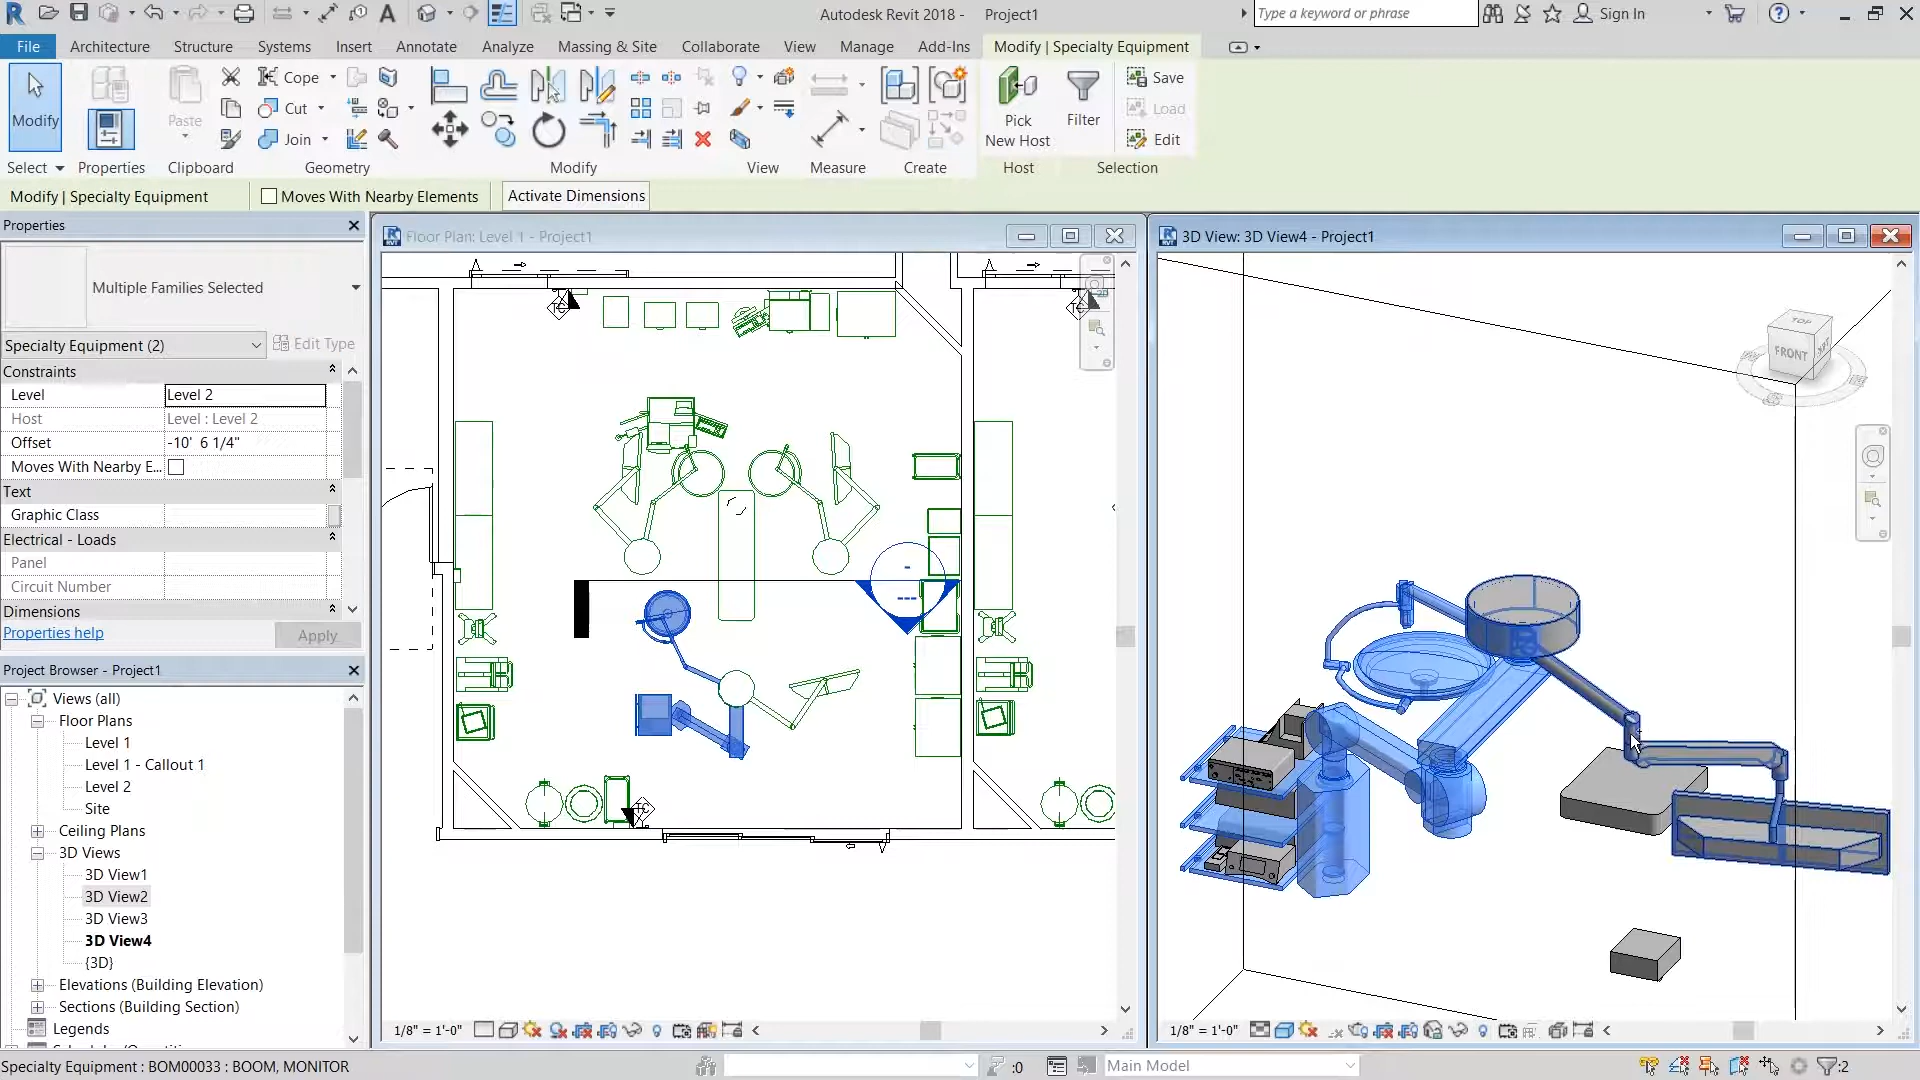 Autodesk Revit 2018 - Project1
Type a keyword or phrase
Sign In
File Architecture Structure Systems Insert Annotate Analyze Massing & Site Collaborate View Manage Add-Ins Modify | Specialty Equipment
Modify
Paste
Cope
Cut
Join
Pick
New Host
Filter
Save
Load
Edit
Select Properties Clipboard Geometry Modify View Measure Create Host Selection
Modify | Specialty Equipment
Moves With Nearby Elements
Activate Dimensions
Properties
Multiple Families Selected
Specialty Equipment (2)
Edit Type
Constraints
Level Level 2
Host Level : Level 2
Offset -10' 6 1/4"
Moves With Nearby E...
Text
Graphic Class
Electrical - Loads
Panel
Circuit Number
Dimensions
Properties help
Apply
Project Browser - Project1
Views (all)
Floor Plans
Level 1
Level 1 - Callout 1
Level 2
Site
Ceiling Plans
3D Views
3D View1
3D View2
3D View3
3D View4
{3D}
Elevations (Building Elevation)
Sections (Building Section)
Legends
Floor Plan: Level 1 - Project1
1/8" = 1'-0"
3D View: 3D View4 - Project1
TOP
FRONT
1/8" = 1'-0"
Specialty Equipment : BOM00033 : BOOM, MONITOR
:0
Main Model
:2